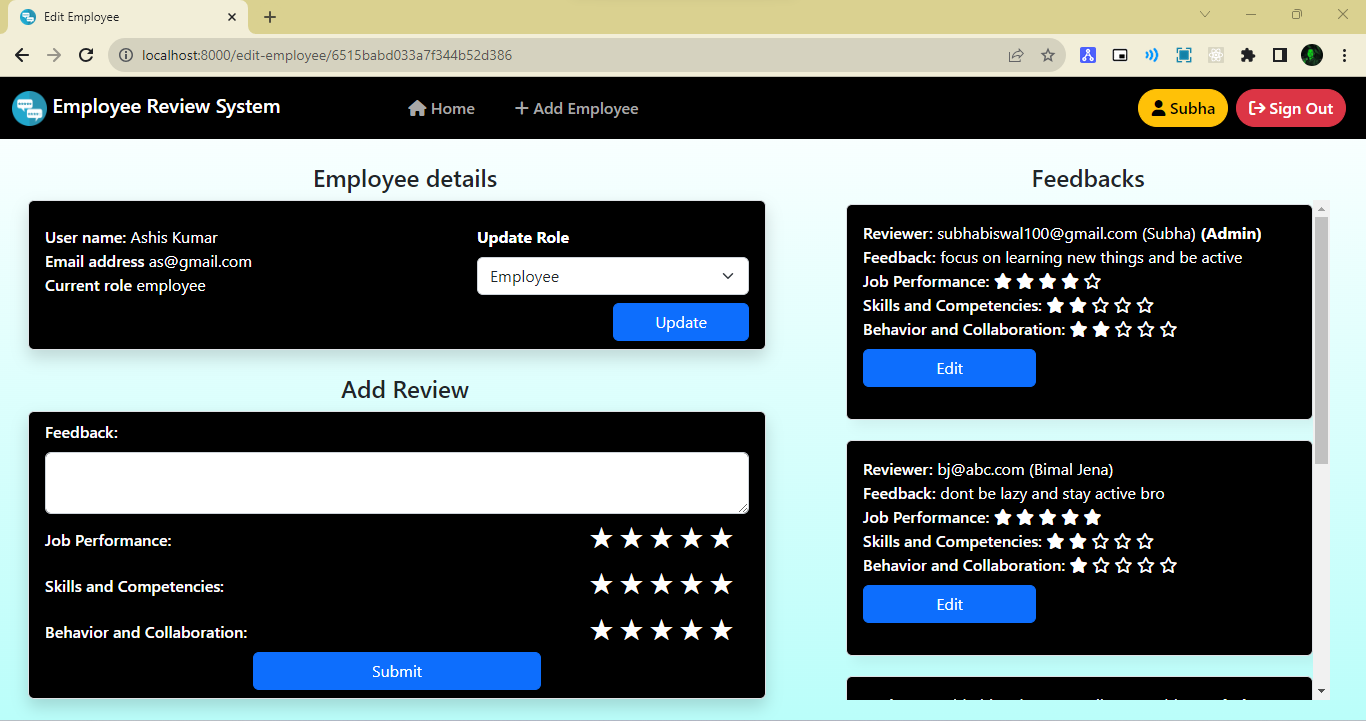 Edit Employee
localhost:8000/edit-employee/6515babd033a7f344b52d386
Employee Review System
Home
Add Employee
Subha
Sign Out
Employee details
User name: Ashis Kumar
Email address as@gmail.com
Current role employee
Update Role
Employee
Update
Add Review
Feedback:
Job Performance:
Skills and Competencies:
Behavior and Collaboration:
Submit
Feedbacks
Reviewer: subhabiswal100@gmail.com (Subha) (Admin)
Feedback: focus on learning new things and be active
Job Performance:
Skills and Competencies:
Behavior and Collaboration:
Edit
Reviewer: bj@abc.com (Bimal Jena)
Feedback: dont be lazy and stay active bro
Job Performance:
Skills and Competencies:
Behavior and Collaboration:
Edit